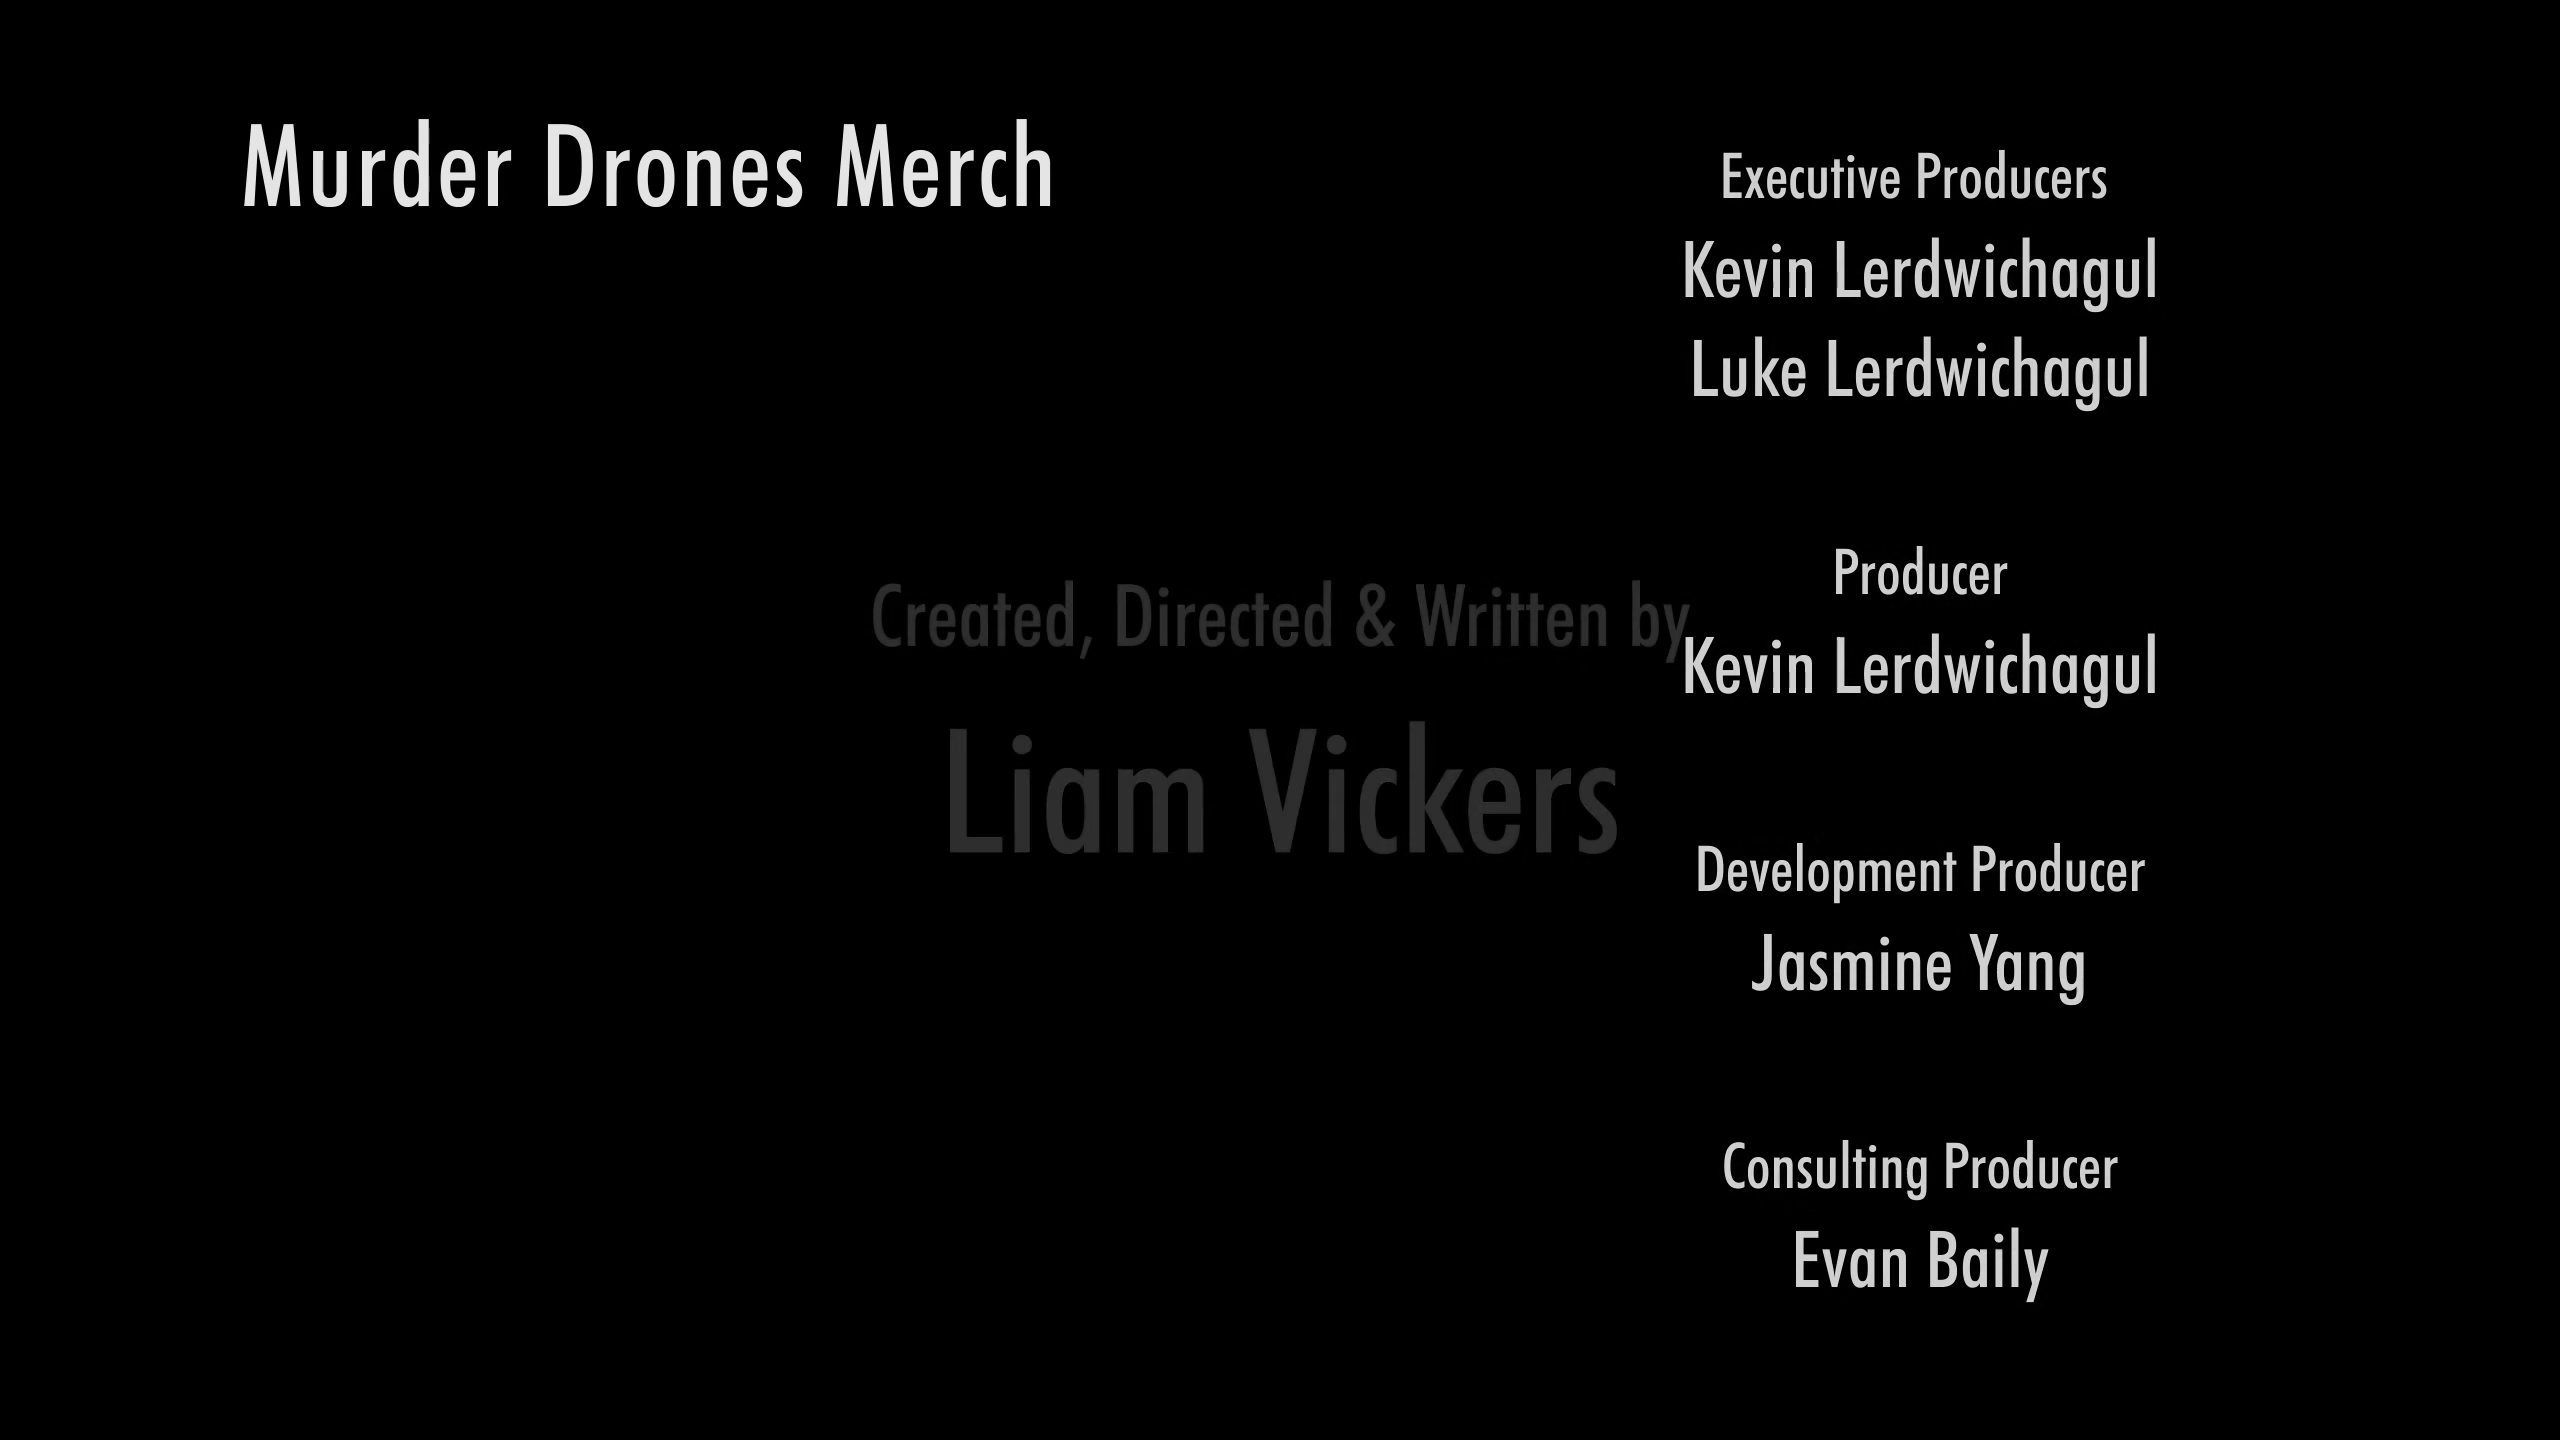 Murder Drones Merch
Created, Directed & Written by
Liam Vickers
Executive Producers
Kevin Lerdwichagul
Luke Lerdwichagul
Producer
Kevin Lerdwichagul
Development Producer
Jasmine Yang
Consulting Producer
Evan Baily